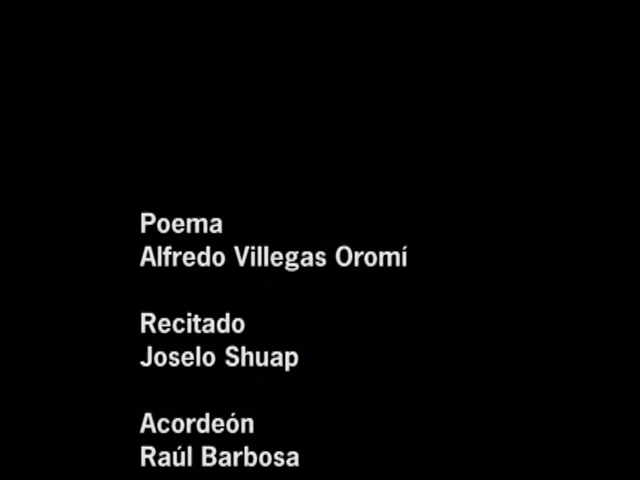 Poema
Alfredo Villegas Oromí
Recitado
Joselo Shuap
Acordeón
Raúl Barbosa